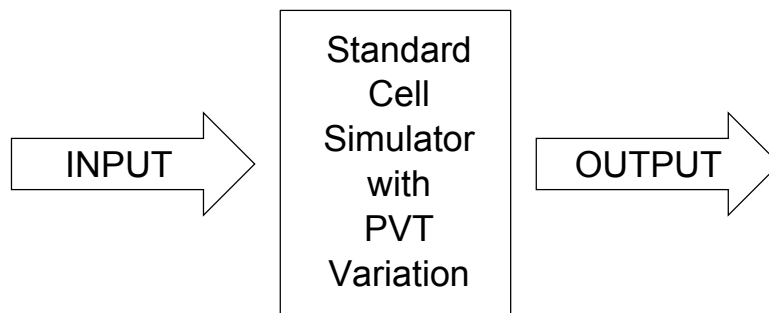 INPUT
Standard
Cell
Simulator
with
PVT
Variation
OUTPUT